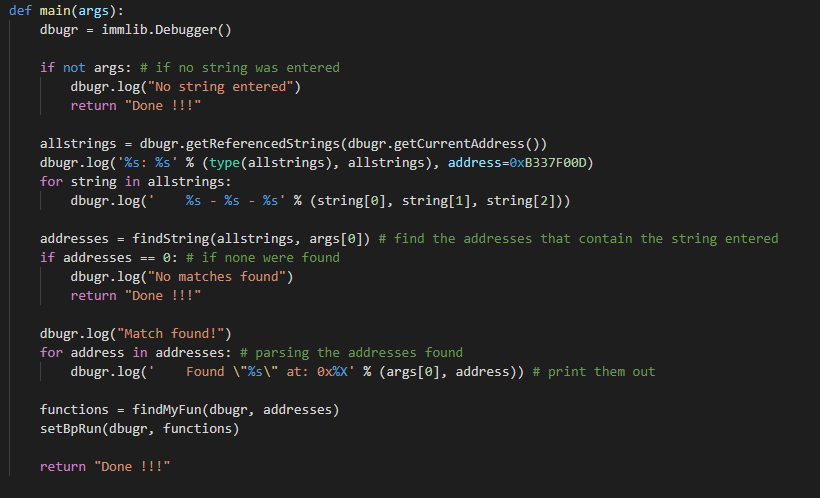 def main(args):
    dbugr = immlib.Debugger()

    if not args: # if no string was entered
        dbugr.log("No string entered")
        return "Done !!!"

    allstrings = dbugr.getReferencedStrings(dbugr.getCurrentAddress())
    dbugr.log('%s: %s' % (type(allstrings), allstrings), address=0xB337F00D)
    for string in allstrings:
        dbugr.log('    %s - %s - %s' % (string[0], string[1], string[2]))

    addresses = findString(allstrings, args[0]) # find the addresses that contain the string entered
    if addresses == 0: # if none were found
        dbugr.log("No matches found")
        return "Done !!!"

    dbugr.log("Match found!")
    for address in addresses: # parsing the addresses found
        dbugr.log('    Found \"%s\" at: 0x%X' % (args[0], address)) # print them out

    functions = findMyFun(dbugr, addresses)
    setBpRun(dbugr, functions)

    return "Done !!!"